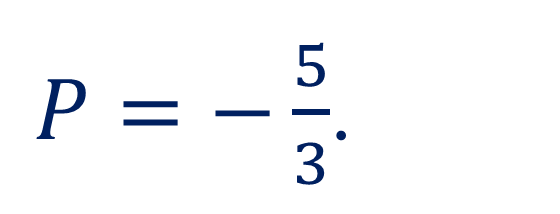 P = − 5/3.